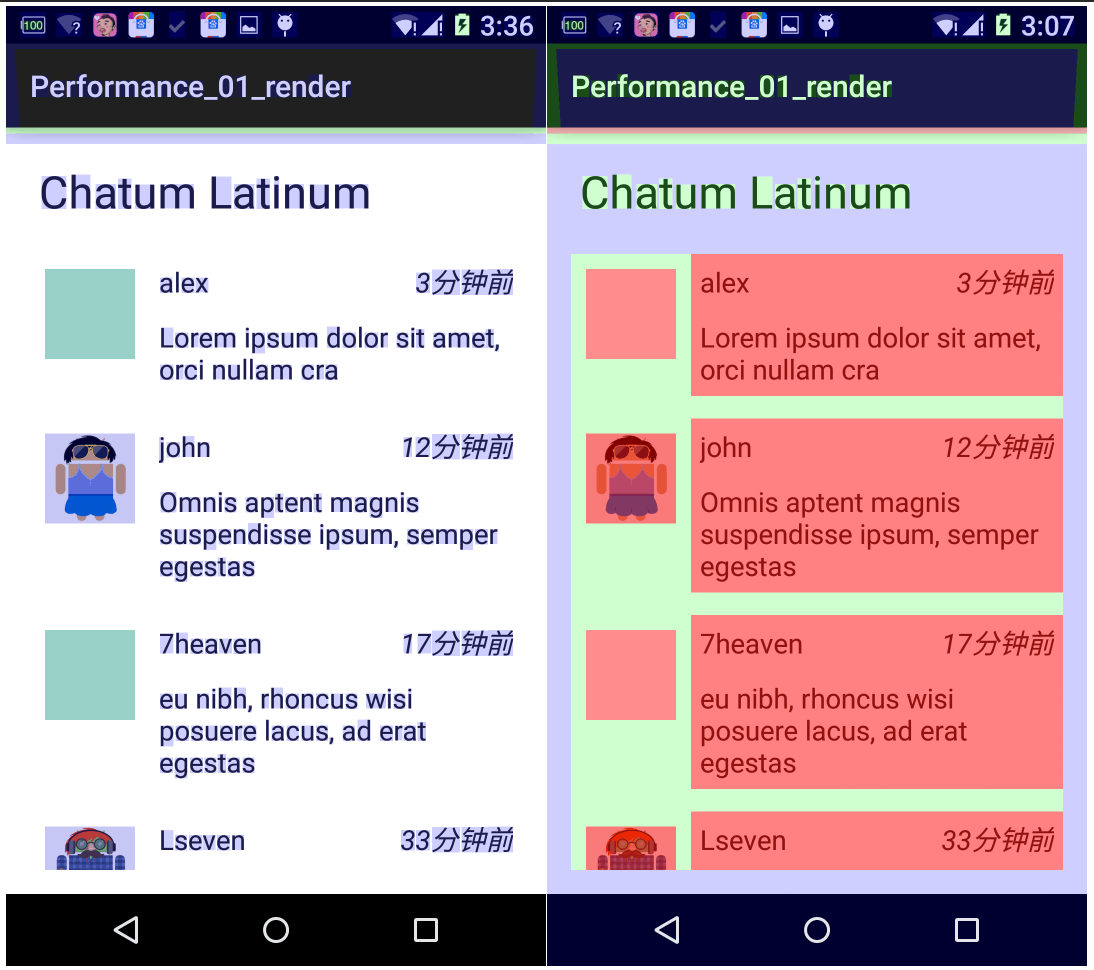 100 ? ! 3:36
Performance_01_render
Chatum Latinum
alex 3分钟前
Lorem ipsum dolor sit amet,
orci nullam cra
john 12分钟前
Omnis aptent magnis
suspendisse ipsum, semper
egestas
7heaven 17分钟前
eu nibh, rhoncus wisi
posuere lacus, ad erat
egestas
Lseven 33分钟前
100 ? ! 3:07
Performance_01_render
Chatum Latinum
alex 3分钟前
Lorem ipsum dolor sit amet,
orci nullam cra
john 12分钟前
Omnis aptent magnis
suspendisse ipsum, semper
egestas
7heaven 17分钟前
eu nibh, rhoncus wisi
posuere lacus, ad erat
egestas
Lseven 33分钟前